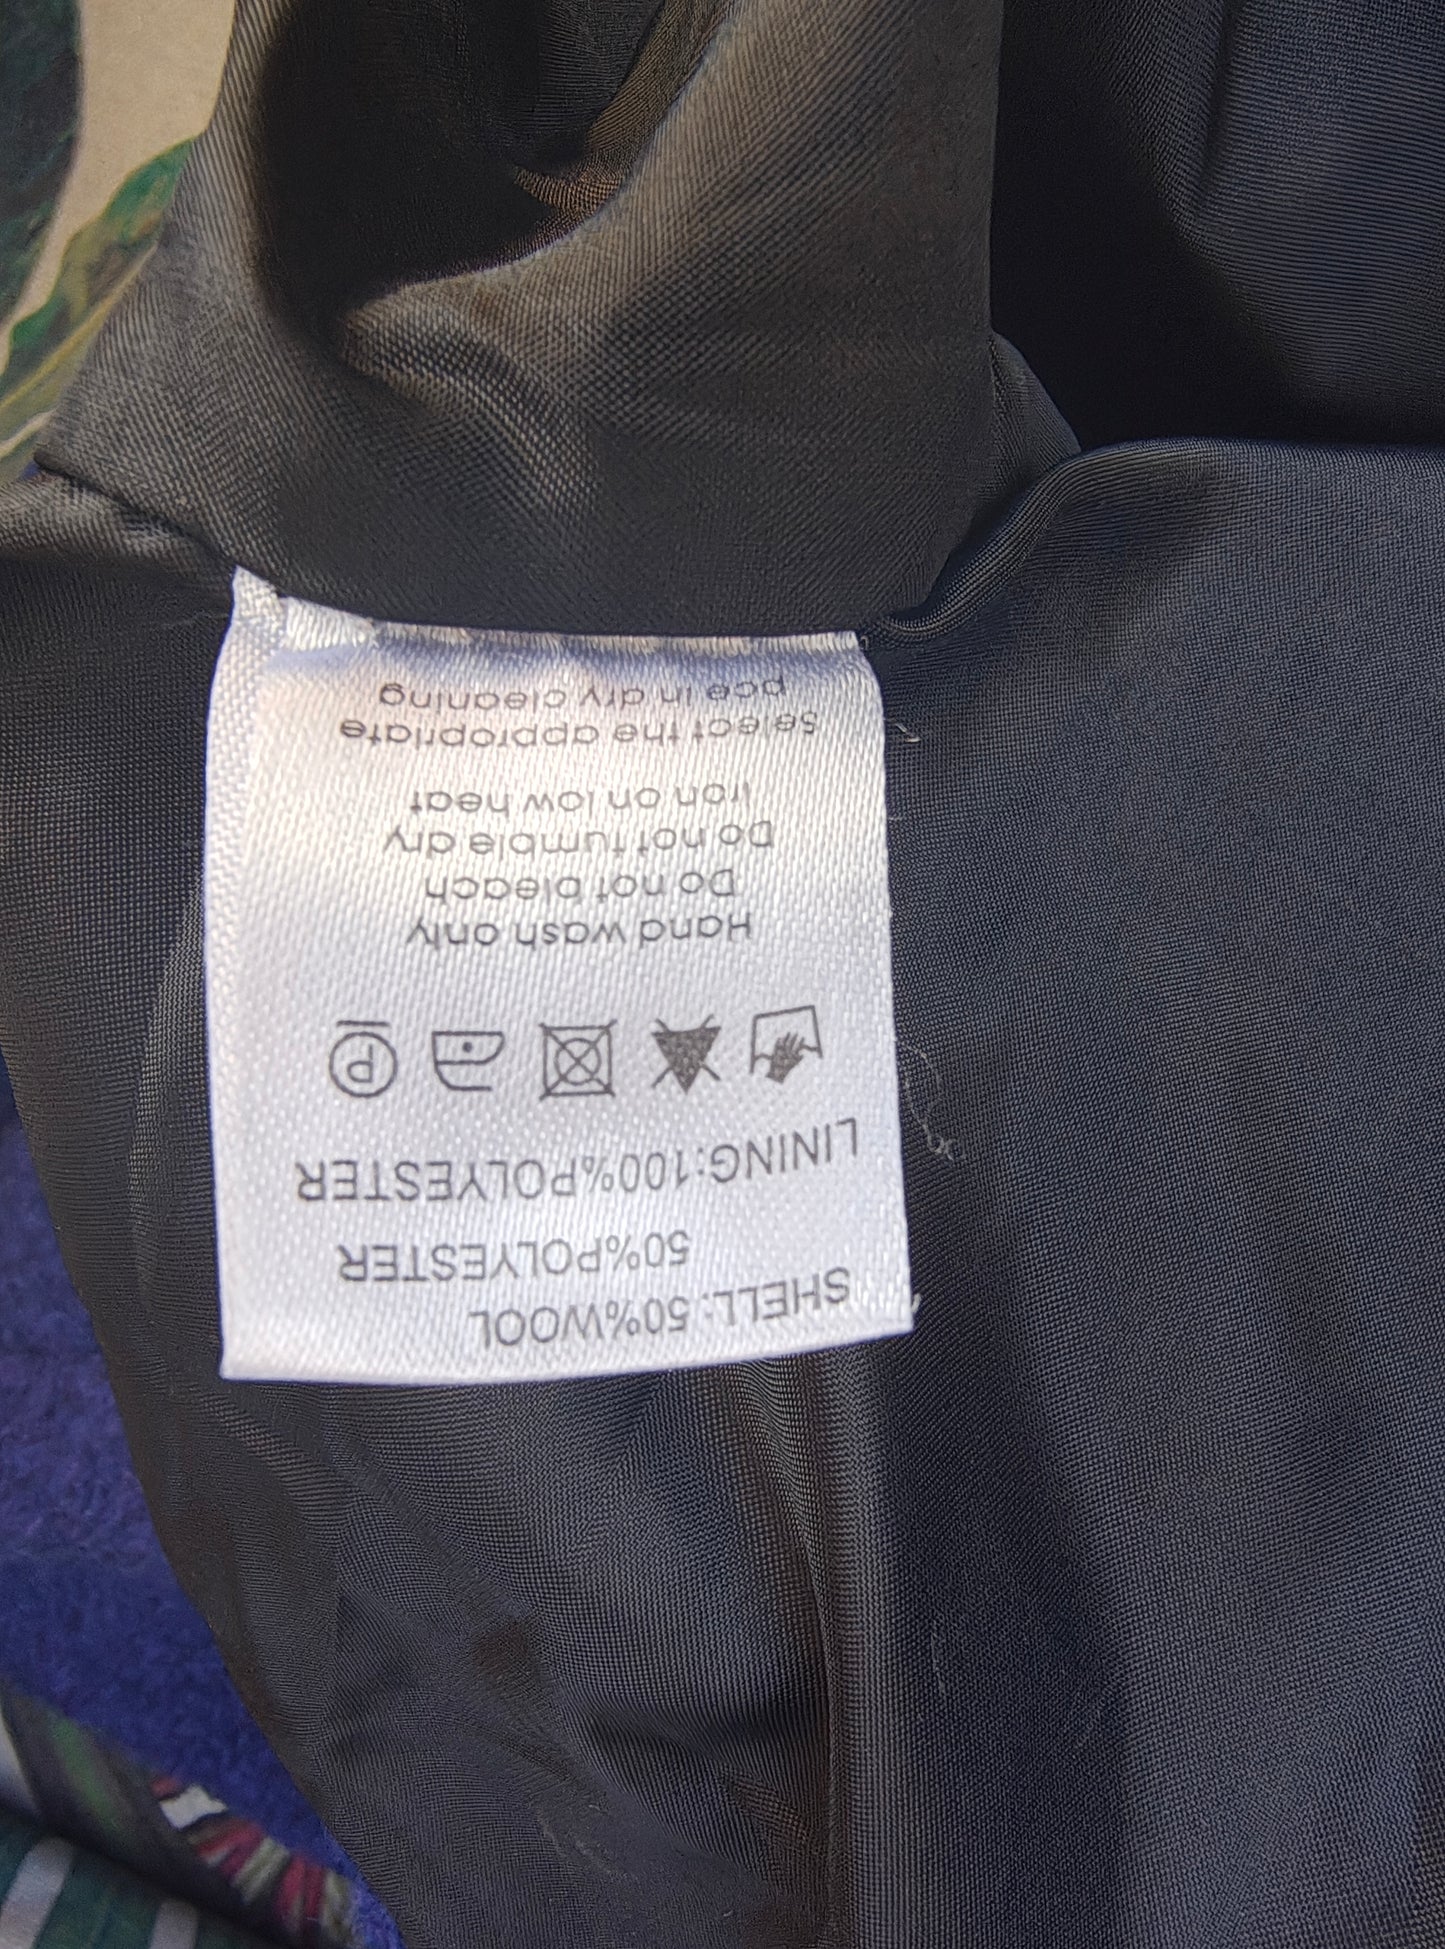 SHELL: 50%WOOL
50%POLYESTER
LINING:100%POLYESTER
P
Hand wash only
Do not bleach
Do not tumble dry
Iron on low heat
Select the appropriate
pce in dry cleaning